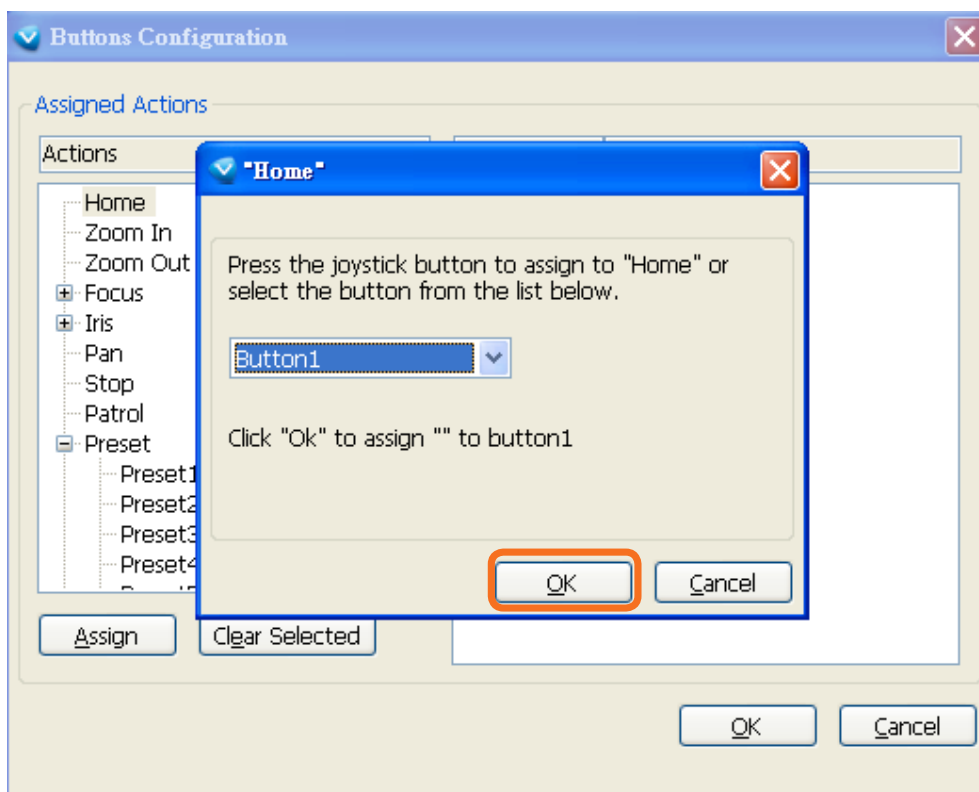 Buttons Configuration
Assigned Actions
Actions
Home
Zoom In
Zoom Out
Focus
Iris
Pan
Stop
Patrol
Preset
Preset1
Preset2
Preset3
Preset4
"Home"
Press the joystick button to assign to "Home" or
select the button from the list below.
Button1
Click "Ok" to assign "" to button1
OK
Cancel
Assign
Clear Selected
OK
Cancel